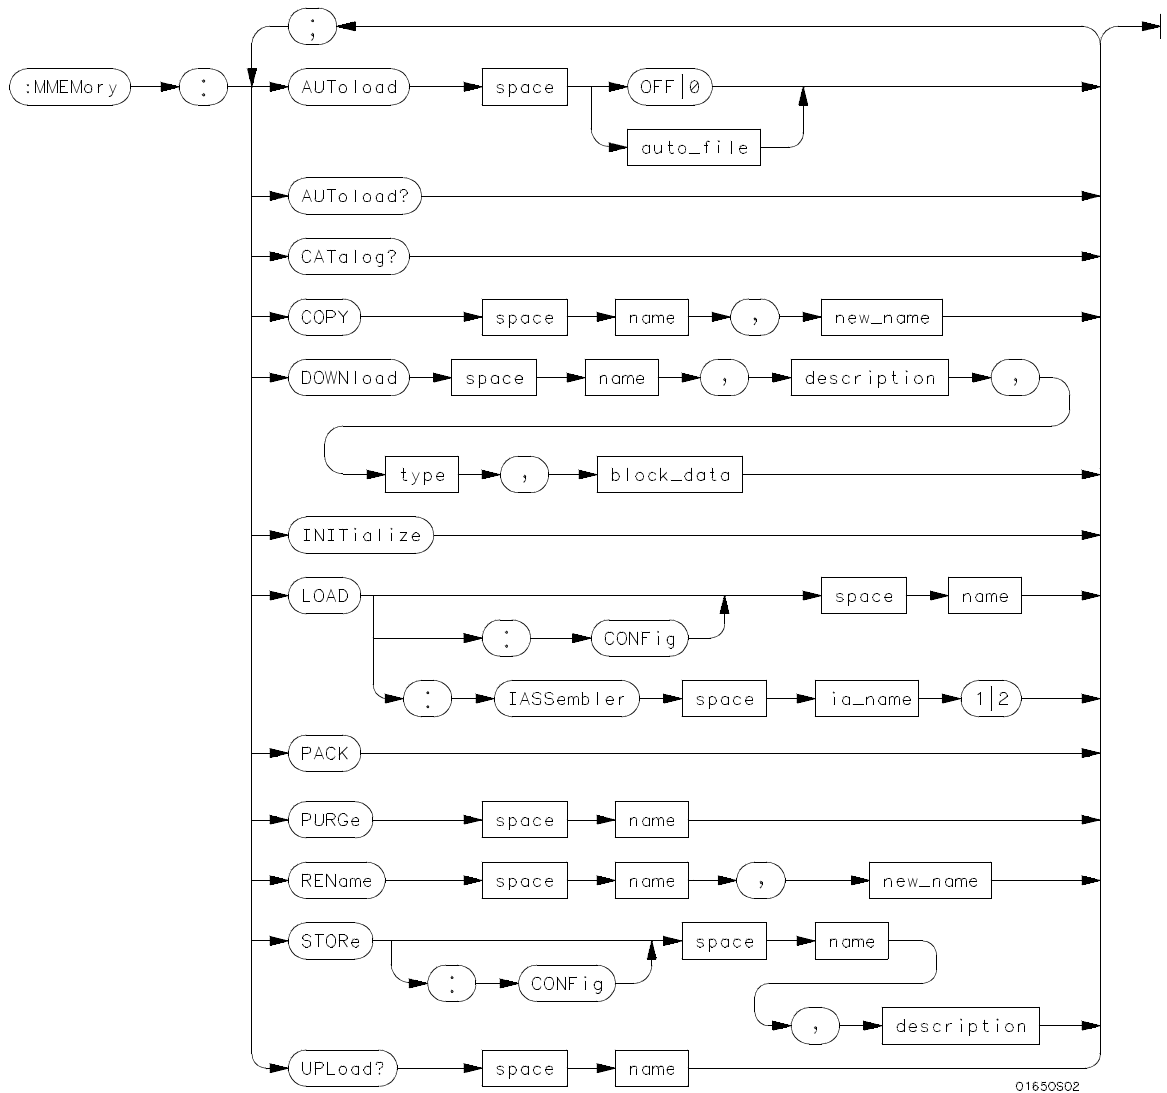 ;
:MMEMory : AUToload space OFF|0
auto_file
AUToload?
CATalog?
COPY space name , new_name
DOWNload space name , description ,
type , block_data
INITialize
LOAD space name
: CONFig
: IASSembler space ia_name 1|2
PACK
PURGe space name
REName space name , new_name
STORe space name
: CONFig
, description
UPLoad? space name
01650S02